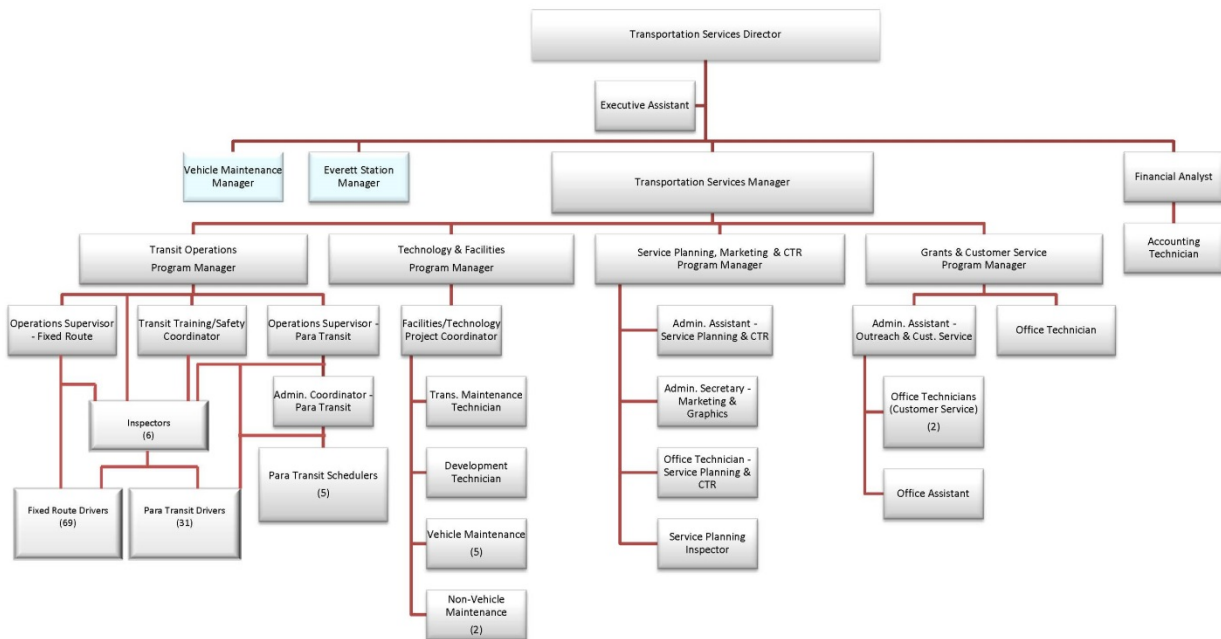 Transportation Services Director
Executive Assistant
Vehicle Maintenance
Manager
Everett Station
Manager
Transportation Services Manager
Financial Analyst
Accounting
Technician
Transit Operations
Program Manager
Technology & Facilities
Program Manager
Service Planning, Marketing & CTR
Program Manager
Grants & Customer Service
Program Manager
Operations Supervisor
- Fixed Route
Transit Training/Safety
Coordinator
Operations Supervisor -
Para Transit
Facilities/Technology
Project Coordinator
Admin. Assistant -
Service Planning & CTR
Admin. Assistant -
Outreach & Cust. Service
Office Technician
Inspectors
(6)
Admin. Coordinator -
Para Transit
Trans. Maintenance
Technician
Admin. Secretary -
Marketing &
Graphics
Office Technicians
(Customer Service)
(2)
Para Transit Schedulers
(5)
Development
Technician
Office Technician -
Service Planning &
CTR
Office Assistant
Fixed Route Drivers
(69)
Para Transit Drivers
(31)
Vehicle Maintenance
(5)
Service Planning
Inspector
Non-Vehicle
Maintenance
(2)